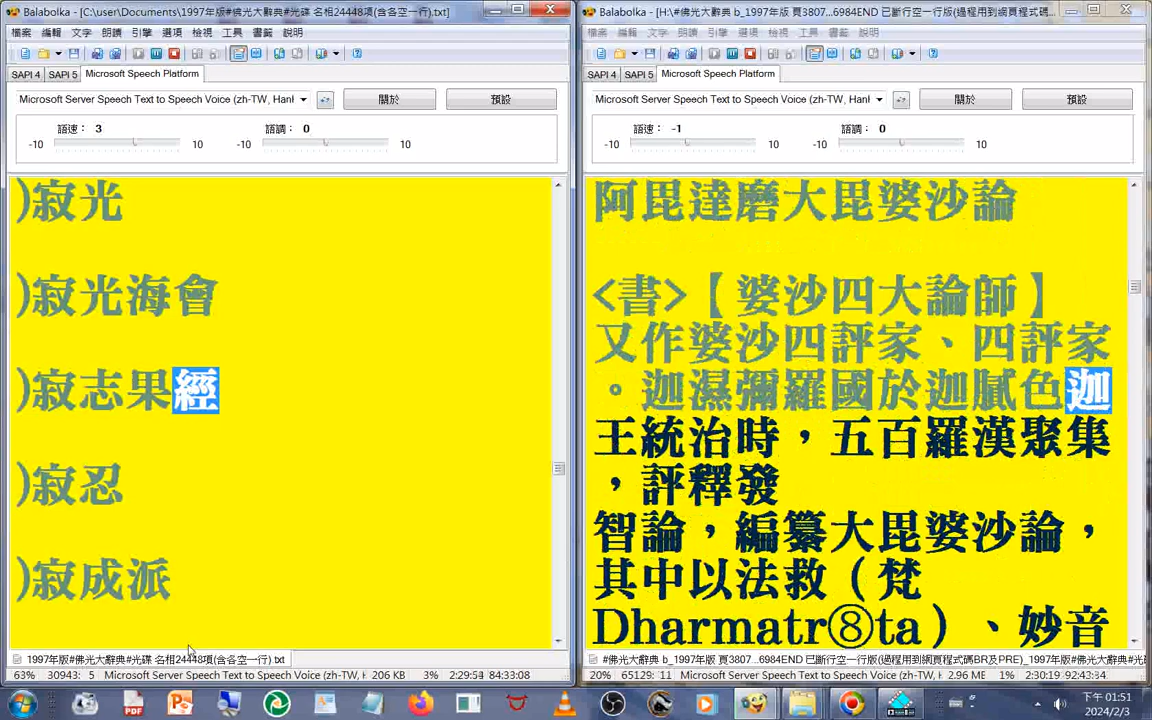 Balabolka - [C:\user\Documents\1997年版#佛光大辭典#光碟 名相24448項(含各空一行).txt]
檔案 編輯 文字 朗讀 引擎 選項 檢視 工具 書籤 說明
SAPI 4 SAPI 5 Microsoft Speech Platform
Microsoft Server Speech Text to Speech Voice (zh-TW, Hanl
關於 預設
語速： 3 語調： 0
-10 10 -10 10
)寂光
)寂光海會
)寂志果經
)寂忍
)寂成派
1997年版#佛光大辭典#光碟 名相24448項(含各空一行).txt
63% 30943: 5 Microsoft Server Speech Text to Speech Voice (zh-TW, H 206 KB 3% 2:29:54 84:33:08
Balabolka - [H:\#佛光大辭典 b_1997年版 頁3807...6984END 已斷行空一行版(過程用到網頁程式碼...
檔案 編輯 文字 朗讀 引擎 選項 檢視 工具 書籤 說明
SAPI 4 SAPI 5 Microsoft Speech Platform
Microsoft Server Speech Text to Speech Voice (zh-TW, Hanl
關於 預設
語速： -1 語調： 0
-10 10 -10 10
阿毘達磨大毘婆沙論
<書>【婆沙四大論師】
又作婆沙四評家、四評家
。迦濕彌羅國於迦膩色迦
王統治時，五百羅漢聚集
，評釋發
智論，編纂大毘婆沙論，
其中以法救（梵
Dharmatr⑧ta）、妙音
#佛光大辭典 b_1997年版 頁3807...6984END 已斷行空一行版(過程用到網頁程式碼BR及PRE)_1997年版#佛光
20% 65129: 11 Microsoft Server Speech Text to Speech Voice (zh-TW, H 2.96 MB 1% 2:30:19 92:43:34
下午 01:51
2024/2/3